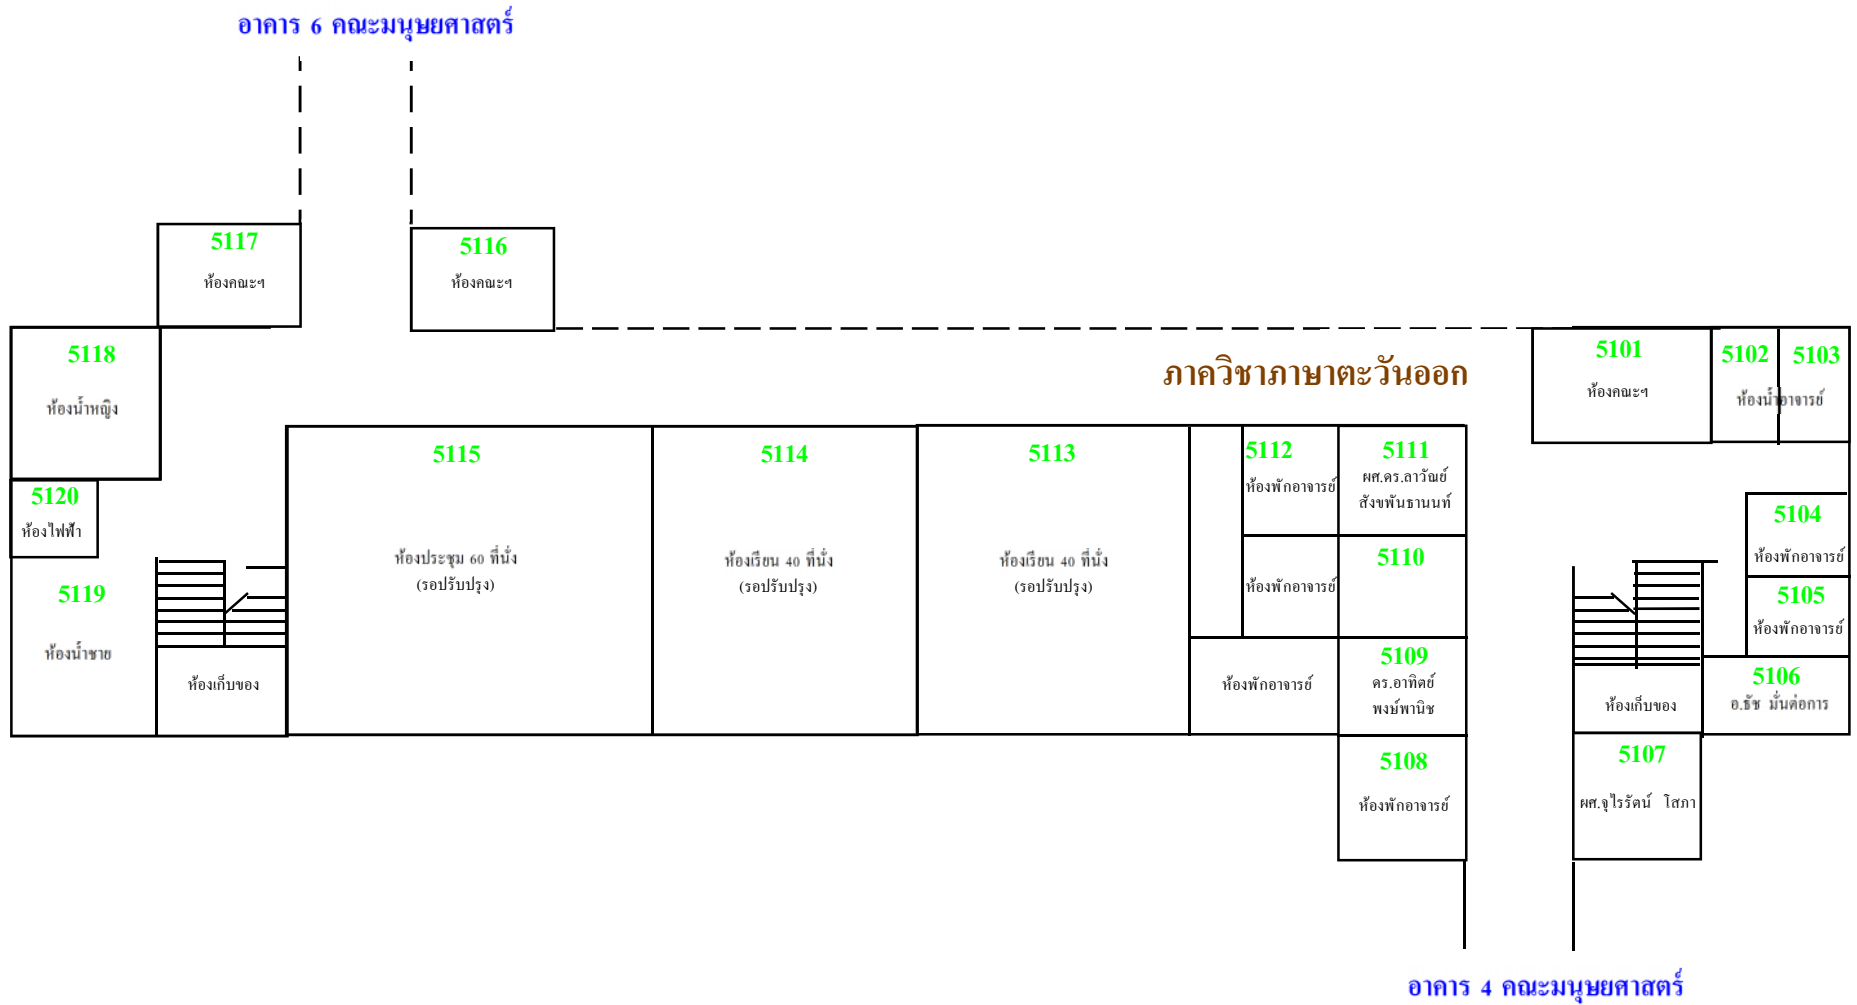 อาคาร 6 คณะมนุษยศาสตร์
5117
ห้องคณะฯ
5116
ห้องคณะฯ
5118
ห้องน้ำหญิง
5101
ห้องคณะฯ
5102
5103
ห้องน้ำอาจารย์
ภาควิชาภาษาตะวันออก
5120
ห้องไฟฟ้า
5115
ห้องประชุม 60 ที่นั่ง
(รอปรับปรุง)
5114
ห้องเรียน 40 ที่นั่ง
(รอปรับปรุง)
5113
ห้องเรียน 40 ที่นั่ง
(รอปรับปรุง)
5112
ห้องพักอาจารย์
5111
ผศ.ดร.ลาวัณย์
สังขพันธานนท์
ห้องพักอาจารย์
5110
5104
ห้องพักอาจารย์
5105
ห้องพักอาจารย์
5119
ห้องน้ำชาย
ห้องเก็บของ
ห้องพักอาจารย์
5109
ดร.อาทิตย์
พงษ์พานิช
ห้องเก็บของ
5106
อ.ธัช มั่นต่อการ
5108
ห้องพักอาจารย์
5107
ผศ.จุไรรัตน์ โสภา
อาคาร 4 คณะมนุษยศาสตร์